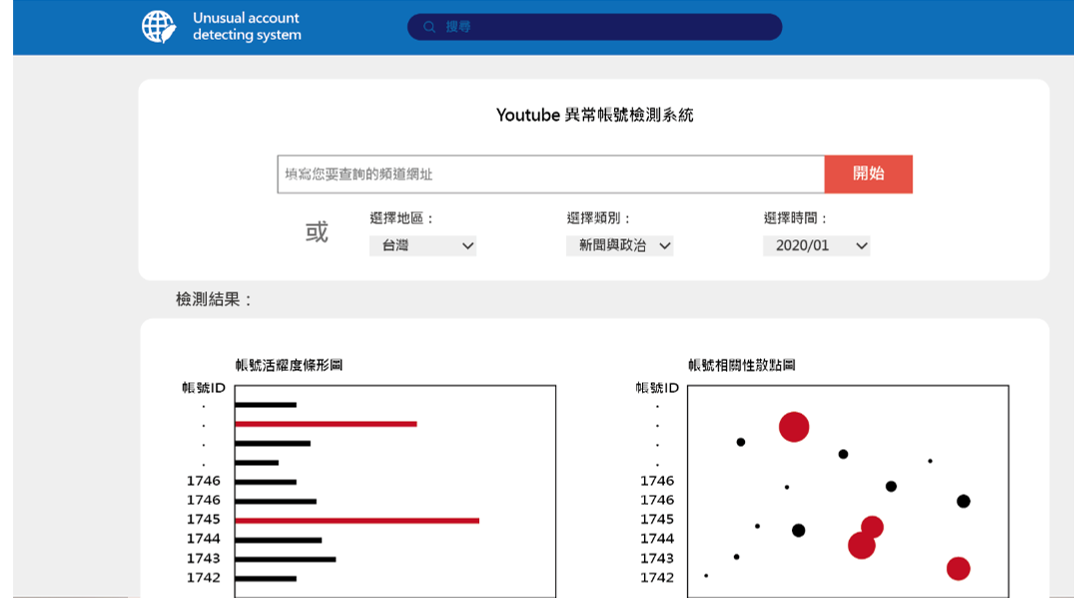 Unusual account
detecting system
搜尋
Youtube 異常帳號檢測系統
填寫您要查詢的頻道網址
開始
或
選擇地區：
台灣
選擇類別：
新聞與政治
選擇時間：
2020/01
檢測結果：
帳號活耀度條形圖
帳號ID
.
.
.
.
1746
1746
1745
1744
1743
1742
帳號相關性散點圖
帳號ID
.
.
.
.
1746
1746
1745
1744
1743
1742